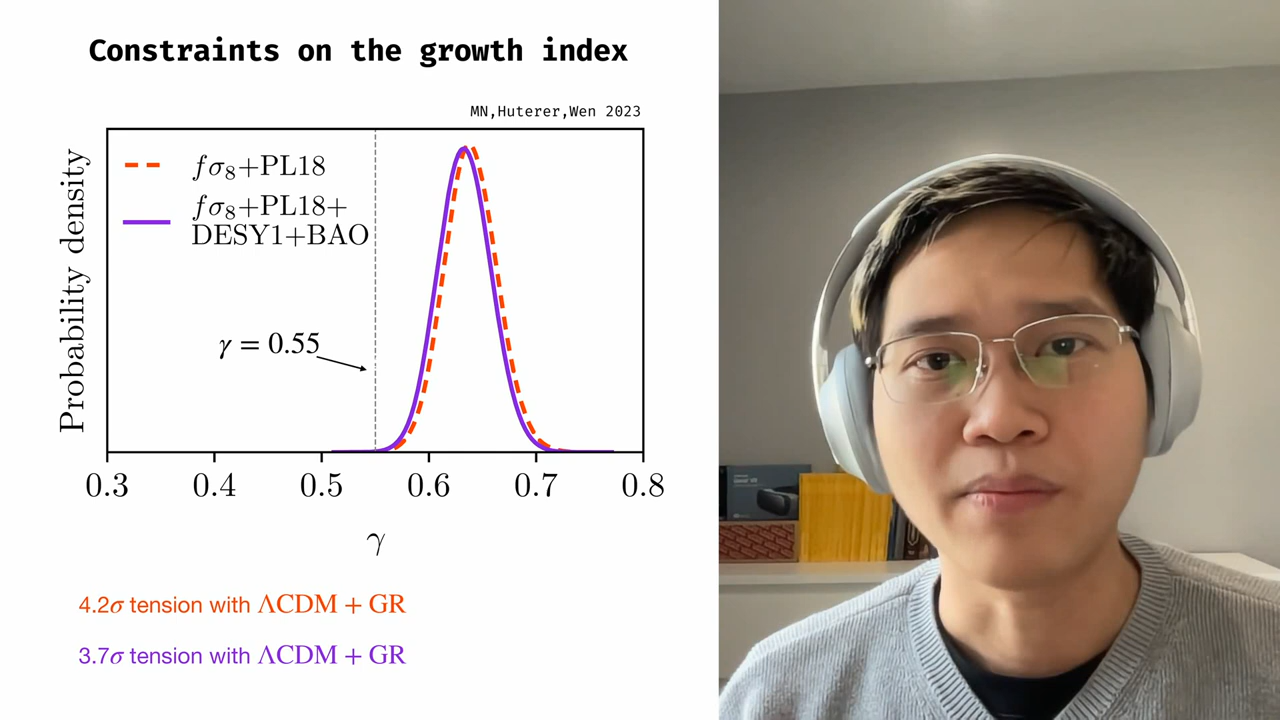 Constraints on the growth index
MN,Huterer,Wen 2023
Probability density
fσ₈+PL18
fσ₈+PL18+
DESY1+BAO
γ = 0.55
0.3 0.4 0.5 0.6 0.7 0.8
γ
4.2σ tension with ΛCDM + GR
3.7σ tension with ΛCDM + GR